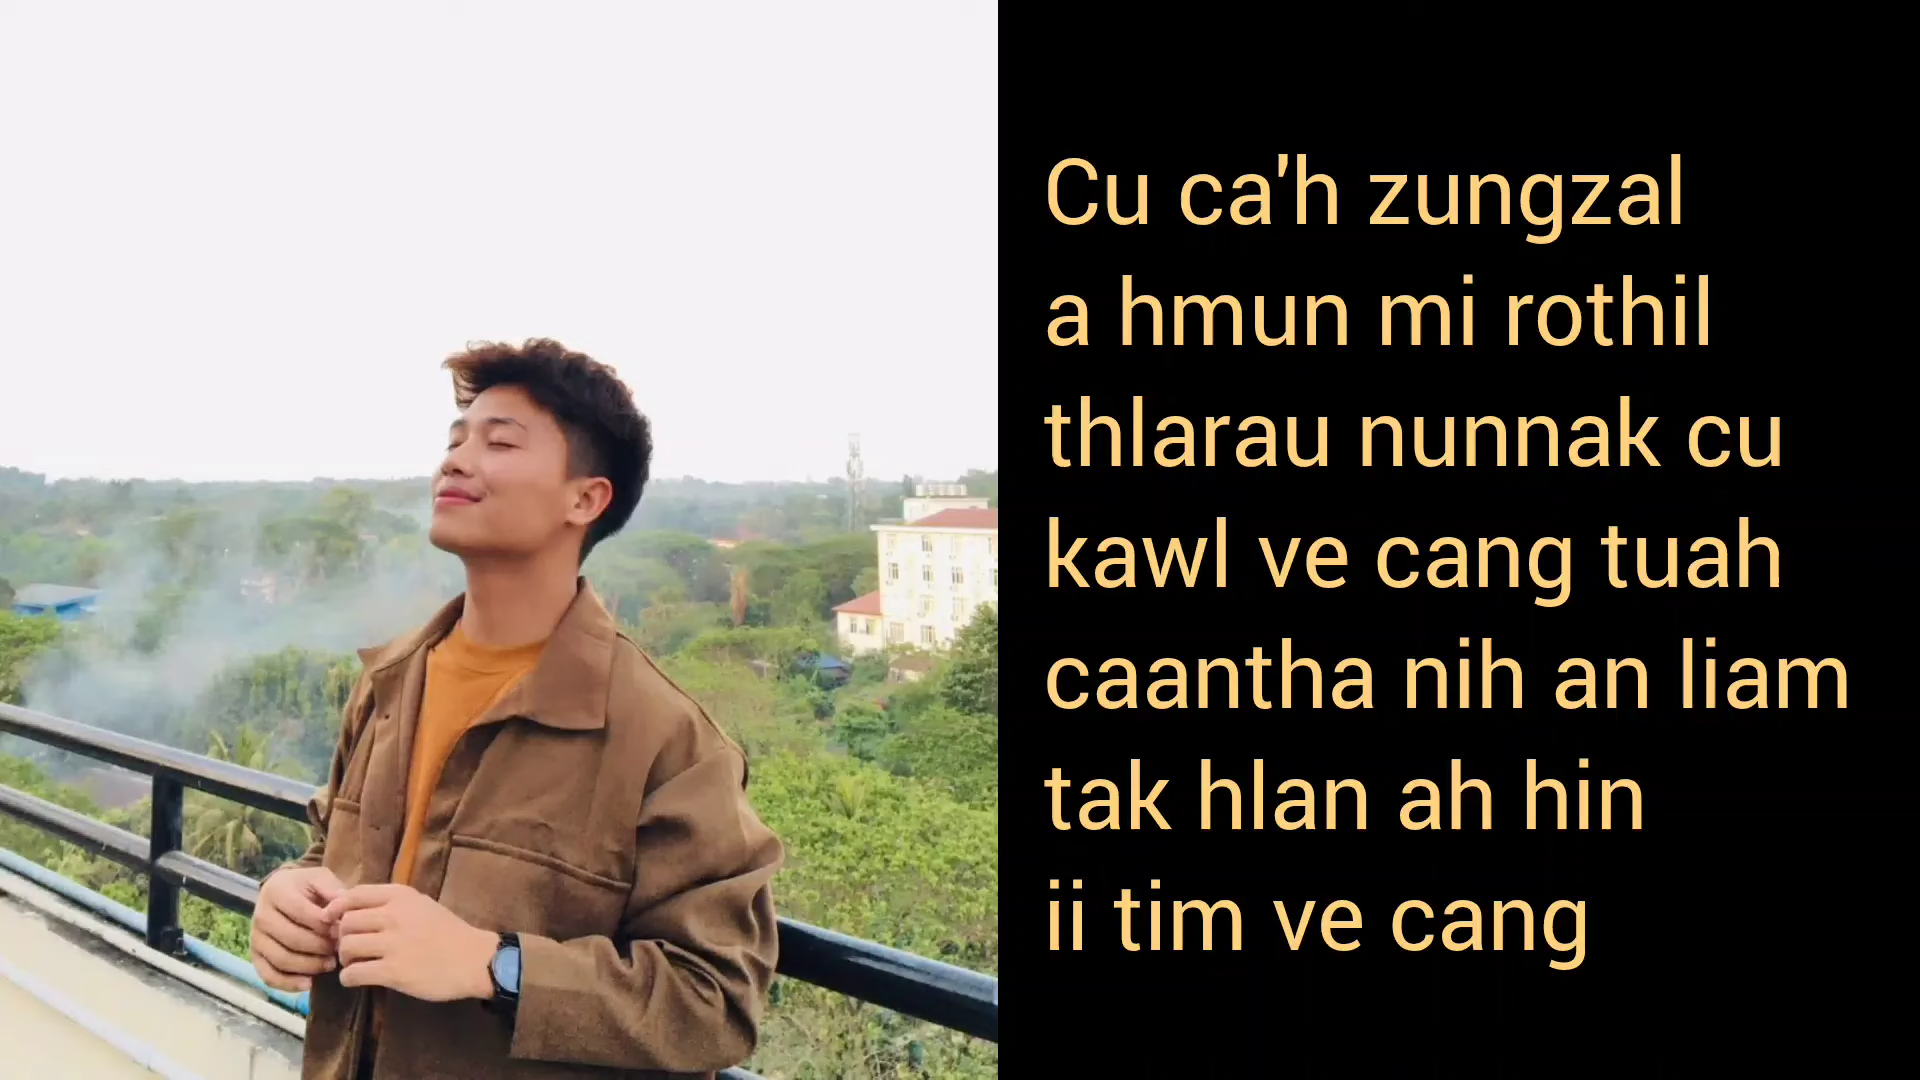 Cu ca'h zungzal
a hmun mi rothil
thlarau nunnak cu
kawl ve cang tuah
caantha nih an liam
tak hlan ah hin
ii tim ve cang